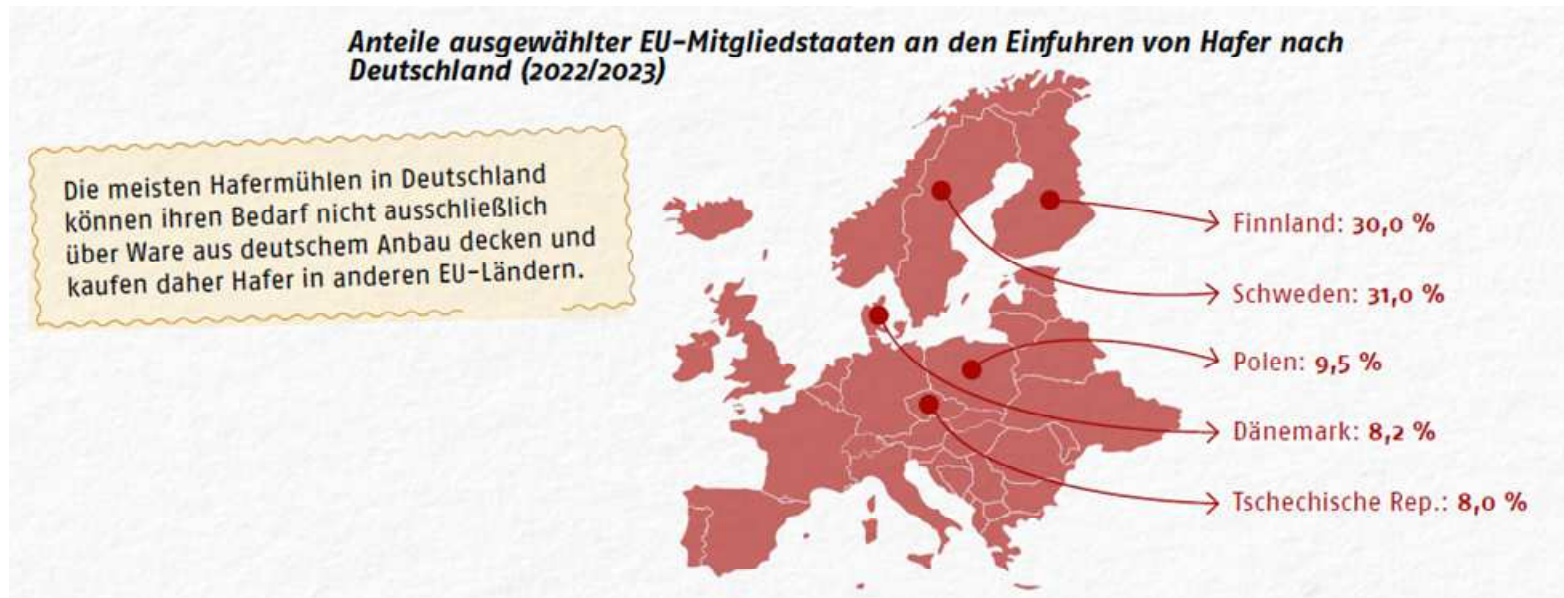 Anteile ausgewählter EU-Mitgliedstaaten an den Einfuhren von Hafer nach
Deutschland (2022/2023)
Die meisten Hafermühlen in Deutschland
können ihren Bedarf nicht ausschließlich
über Ware aus deutschem Anbau decken und
kaufen daher Hafer in anderen EU-Ländern.
Finnland: 30,0 %
Schweden: 31,0 %
Polen: 9,5 %
Dänemark: 8,2 %
Tschechische Rep.: 8,0 %